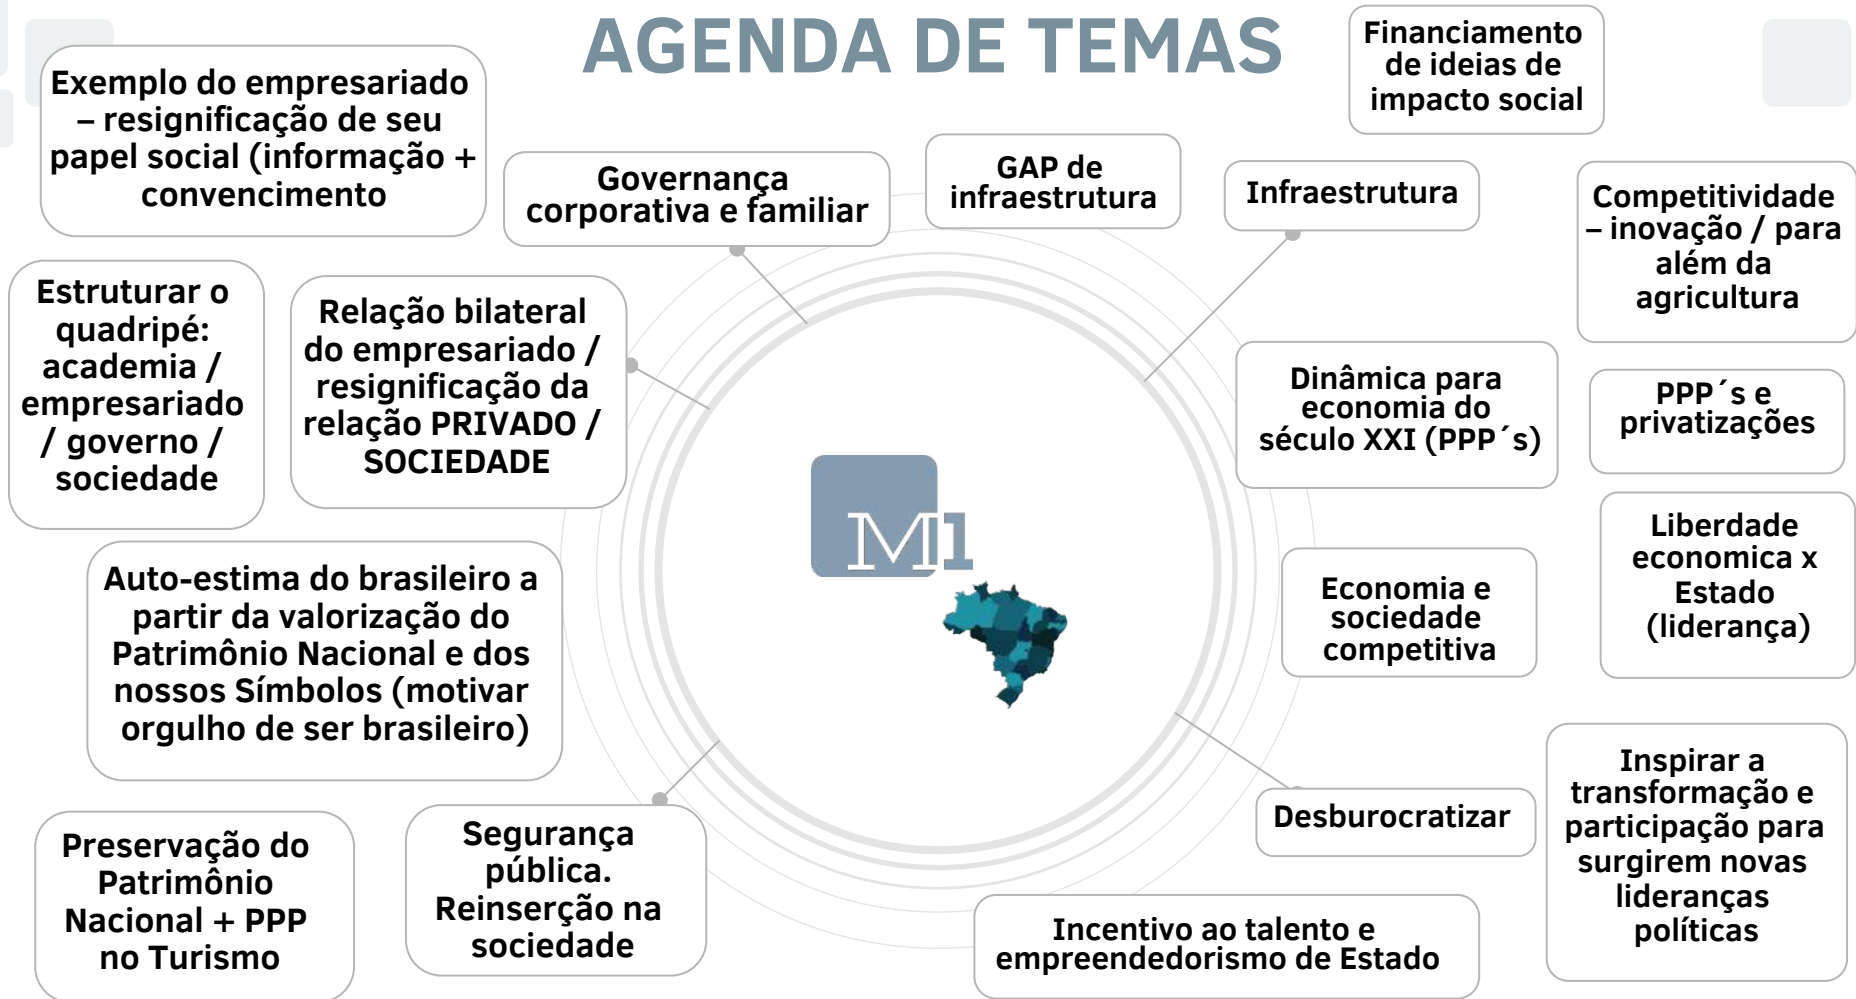 AGENDA DE TEMAS
Exemplo do empresariado
– resignificação de seu
papel social (informação +
convencimento
Governança
corporativa e familiar
GAP de
infraestrutura
Financiamento
de ideias de
impacto social
Infraestrutura
Competitividade
– inovação / para
além da
agricultura
Estruturar o
quadripé:
academia /
empresariado
/ governo /
sociedade
Relação bilateral
do empresariado /
resignificação da
relação PRIVADO /
SOCIEDADE
Dinâmica para
economia do
século XXI (PPP´s)
PPP´s e
privatizações
M1
Auto-estima do brasileiro a
partir da valorização do
Patrimônio Nacional e dos
nossos Símbolos (motivar
orgulho de ser brasileiro)
Economia e
sociedade
competitiva
Liberdade
economica x
Estado
(liderança)
Preservação do
Patrimônio
Nacional + PPP
no Turismo
Segurança
pública.
Reinserção na
sociedade
Desburocratizar
Inspirar a
transformação e
participação para
surgirem novas
lideranças
políticas
Incentivo ao talento e
empreendedorismo de Estado